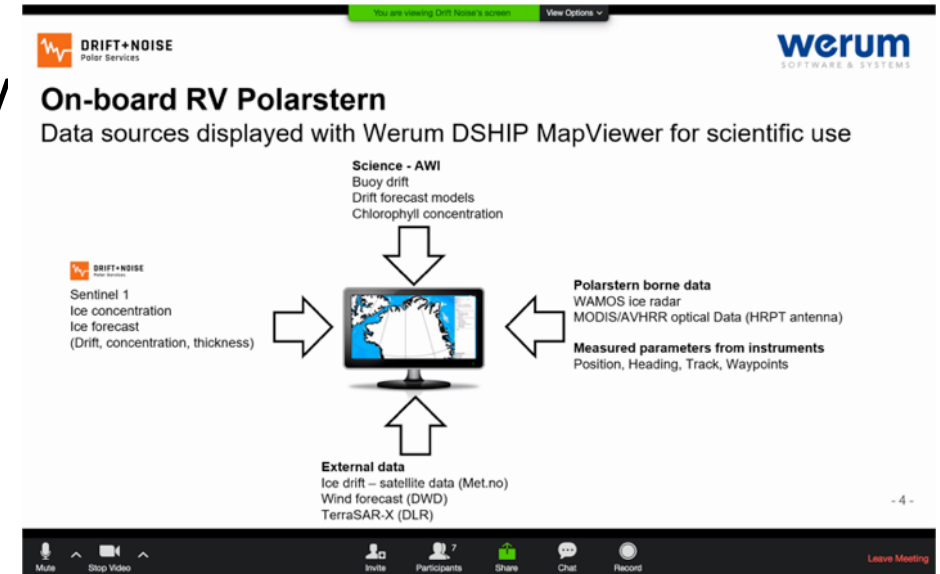 You are viewing Drift Noise's screen
View Options
DRIFT+NOISE
Polar Services
werum
SOFTWARE & SYSTEMS
On-board RV Polarstern
Data sources displayed with Werum DSHIP MapViewer for scientific use
Science - AWI
Buoy drift
Drift forecast models
Chlorophyll concentration
DRIFT+NOISE
Polar Services
Sentinel 1
Ice concentration
Ice forecast
(Drift, concentration, thickness)
Polarstern borne data
WAMOS ice radar
MODIS/AVHRR optical Data (HRPT antenna)
Measured parameters from instruments
Position, Heading, Track, Waypoints
External data
Ice drift – satellite data (Met.no)
Wind forecast (DWD)
TerraSAR-X (DLR)
- 4 -
Mute
Stop Video
Invite
7
Participants
Share
Chat
Record
Leave Meeting